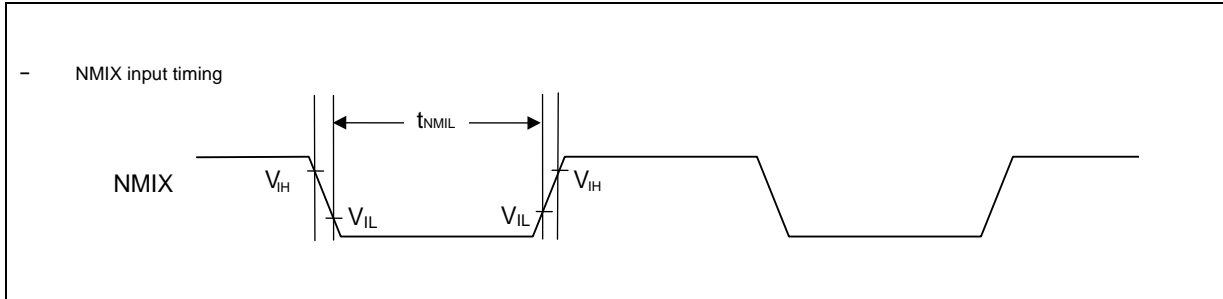 – NMIX input timing
tNMIL
NMIX
VIH
VIH
VIL
VIL